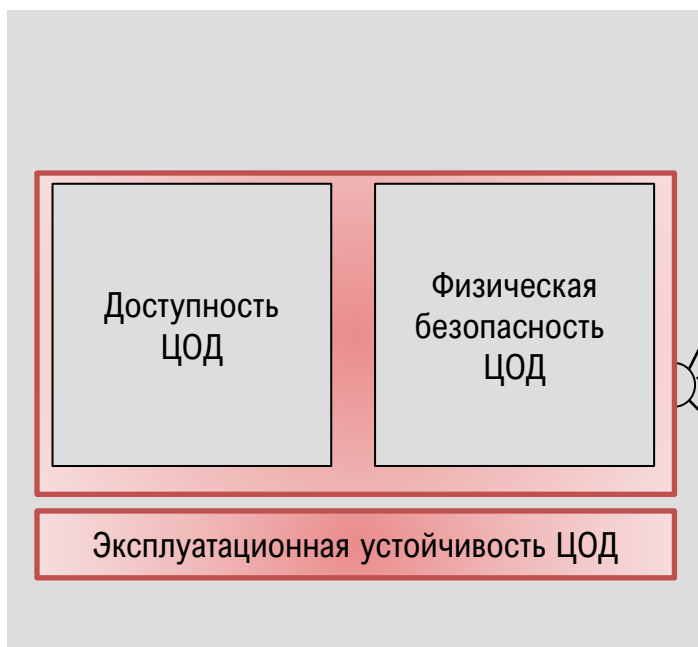 Доступность
ЦОД
Физическая
безопасность
ЦОД
Эксплуатационная устойчивость ЦОД